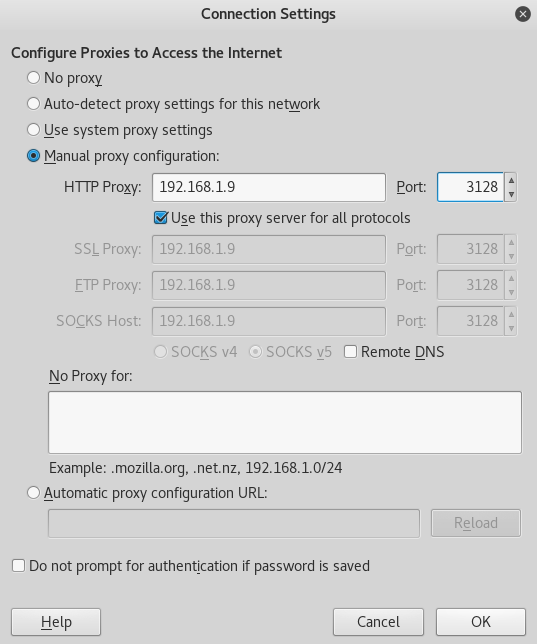 Connection Settings
Configure Proxies to Access the Internet
No proxy
Auto-detect proxy settings for this network
Use system proxy settings
Manual proxy configuration:
HTTP Proxy: 192.168.1.9 Port: 3128
Use this proxy server for all protocols
SSL Proxy: 192.168.1.9 Port: 3128
FTP Proxy: 192.168.1.9 Port: 3128
SOCKS Host: 192.168.1.9 Port: 3128
SOCKS v4 SOCKS v5 Remote DNS
No Proxy for:
Example: .mozilla.org, .net.nz, 192.168.1.0/24
Automatic proxy configuration URL:
Reload
Do not prompt for authentication if password is saved
Help Cancel OK